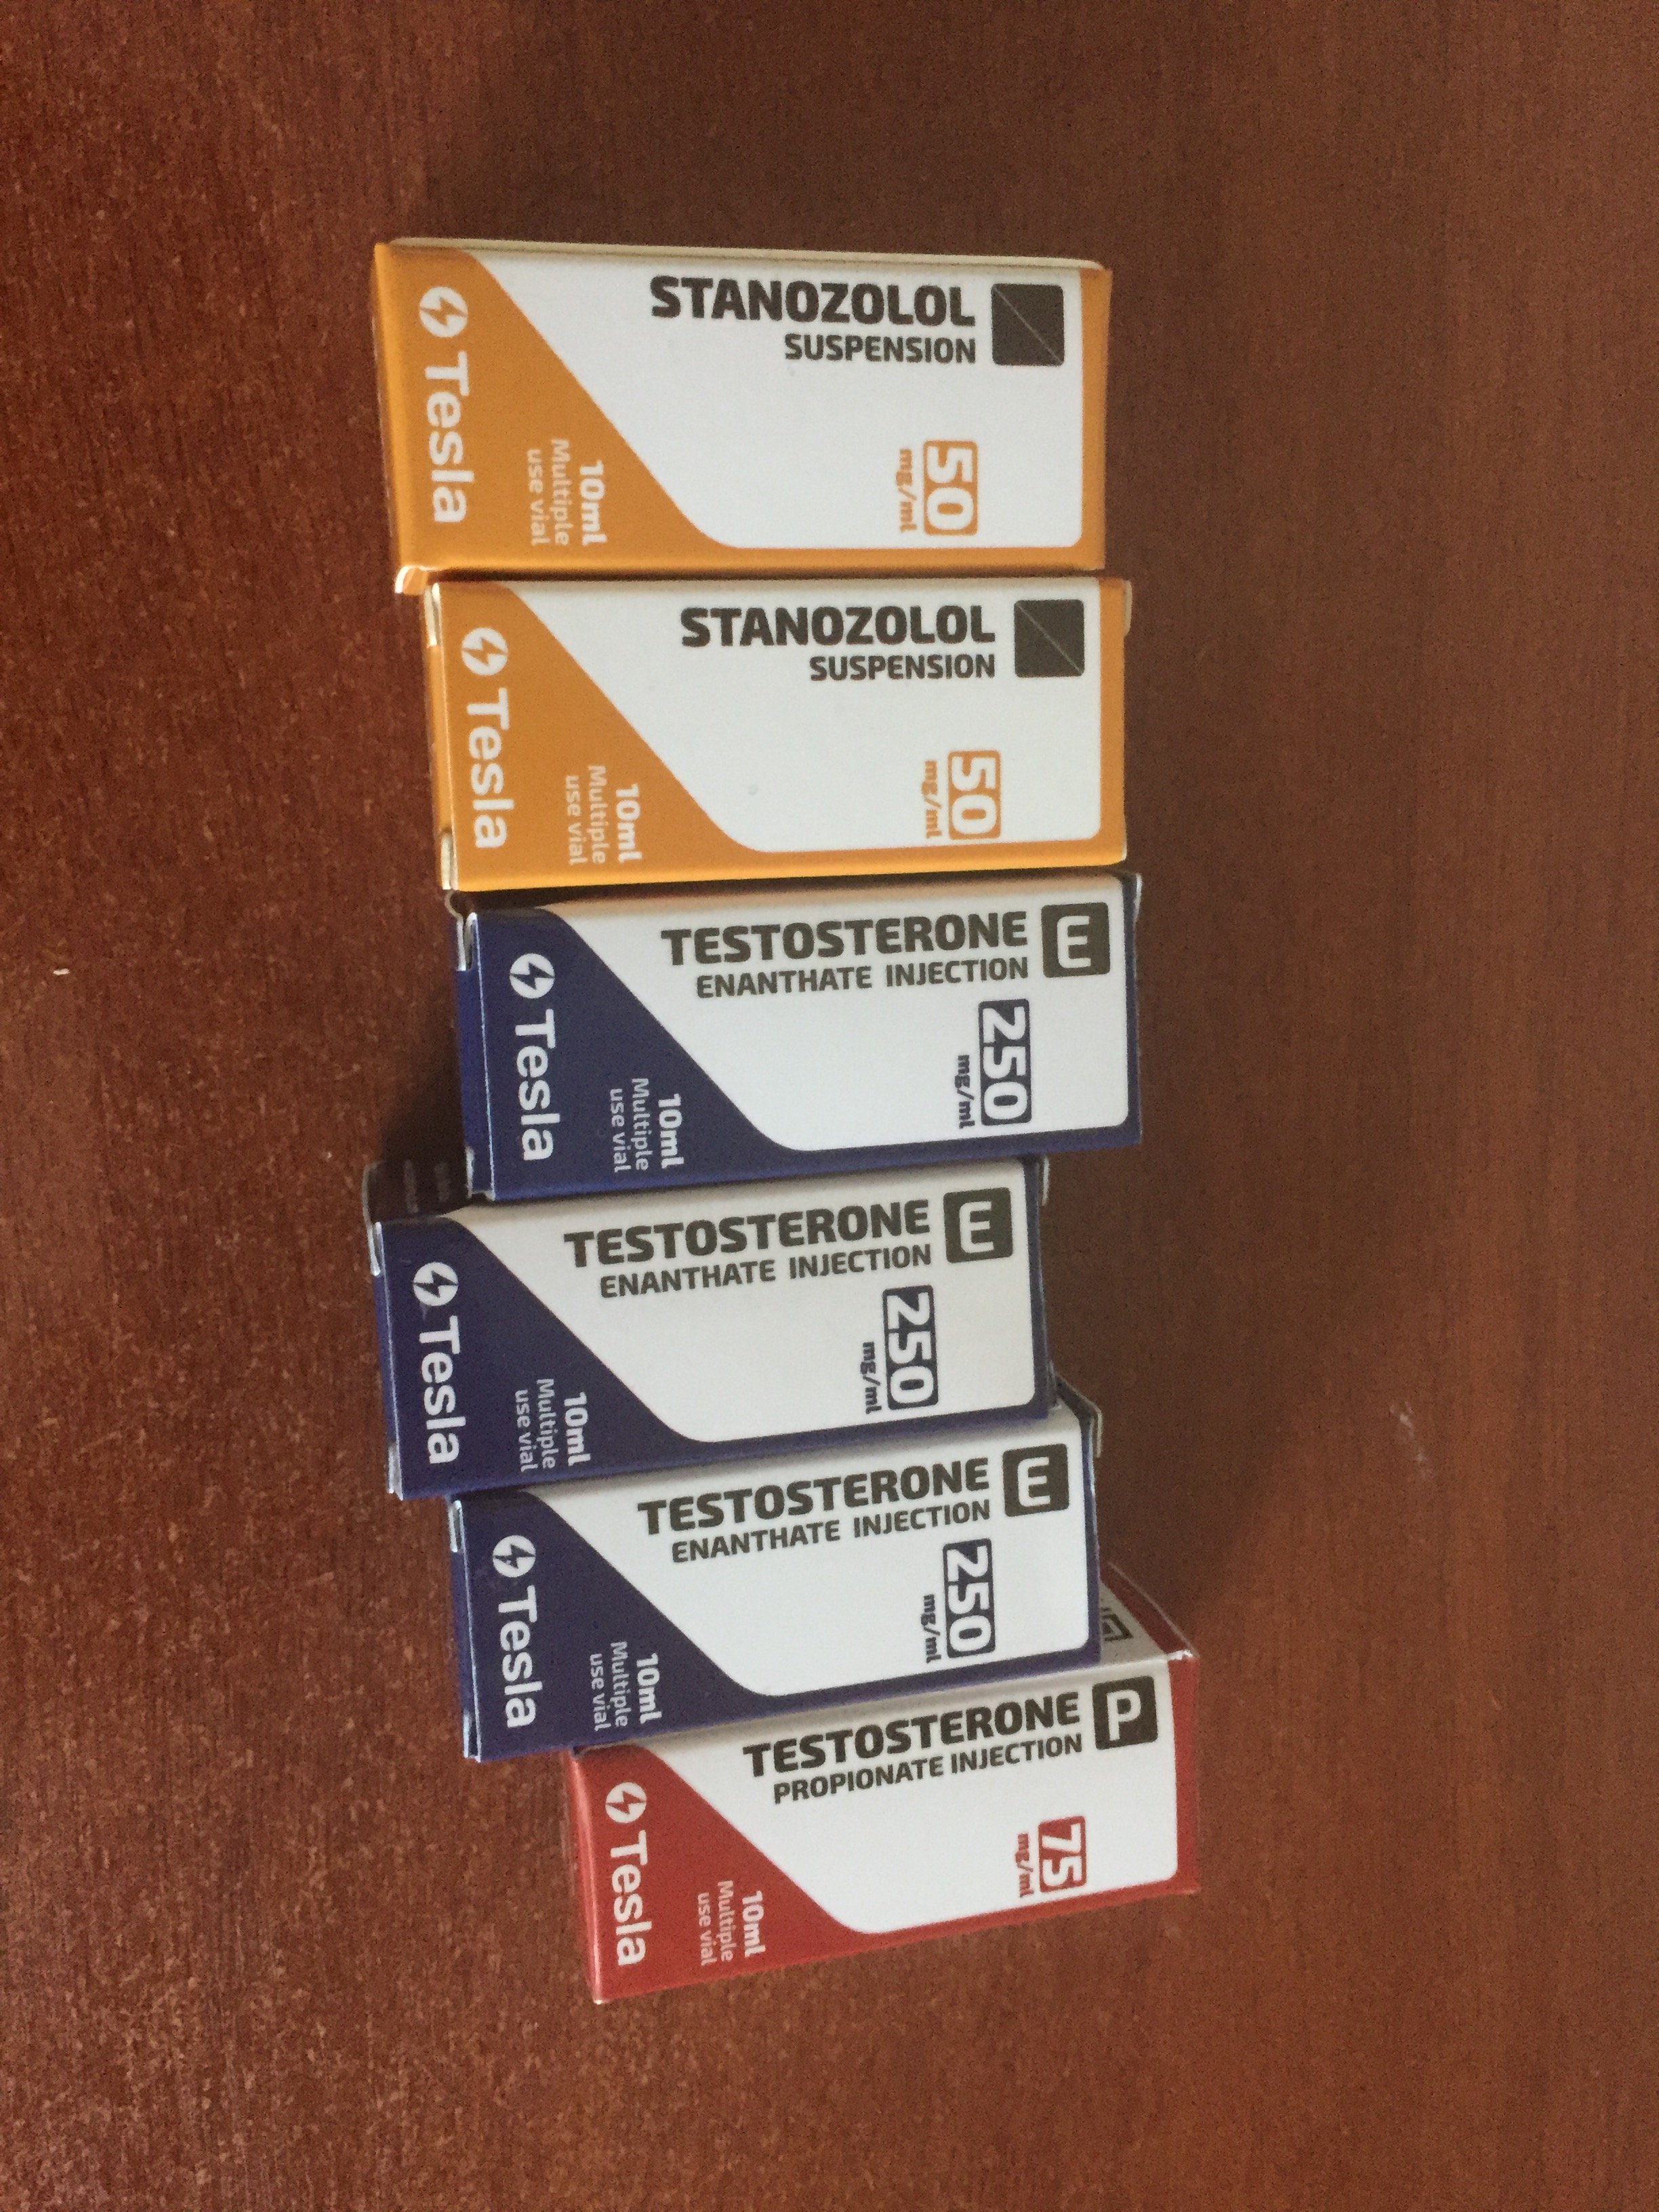 STANOZOLOL
SUSPENSION
50
mg/ml
10ml
Multiple
use vial
Tesla
STANOZOLOL
SUSPENSION
50
mg/ml
10ml
Multiple
use vial
Tesla
E
TESTOSTERONE
ENANTHATE INJECTION
250
mg/ml
10ml
Multiple
use vial
Tesla
E
TESTOSTERONE
ENANTHATE INJECTION
250
mg/ml
10ml
Multiple
use vial
Tesla
E
TESTOSTERONE
ENANTHATE INJECTION
250
mg/ml
10ml
Multiple
use vial
Tesla
P
TESTOSTERONE
PROPIONATE INJECTION
75
mg/ml
10ml
Multiple
use vial
Tesla